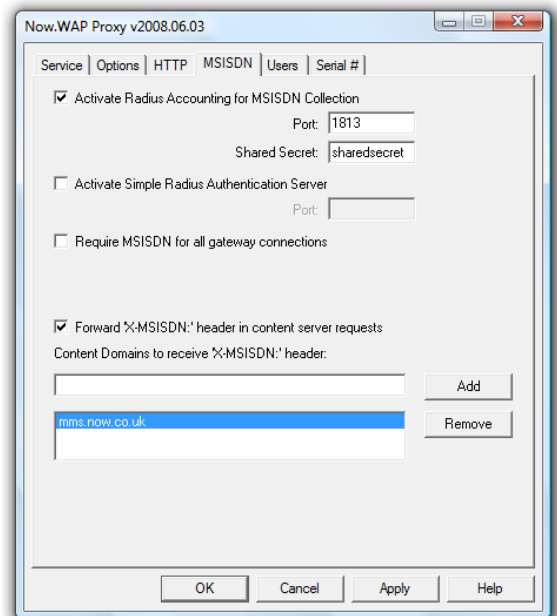 Now.WAP Proxy v2008.06.03
Service Options HTTP MSISDN Users Serial #
Activate Radius Accounting for MSISDN Collection
Port: 1813
Shared Secret: sharedsecret
Activate Simple Radius Authentication Server
Port:
Require MSISDN for all gateway connections
Forward 'X-MSISDN:' header in content server requests
Content Domains to receive 'X-MSISDN:' header:
Add
mms.now.co.uk
Remove
OK Cancel Apply Help